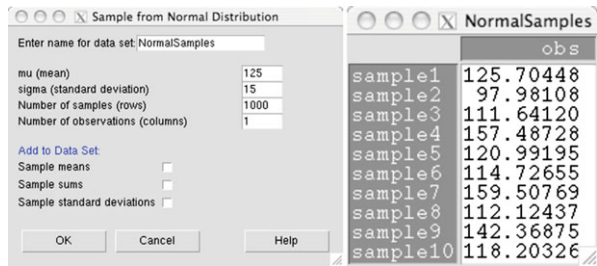 X Sample from Normal Distribution
Enter name for data set: NormalSamples
mu (mean) 125
sigma (standard deviation) 15
Number of samples (rows) 1000
Number of observations (columns) 1
Add to Data Set:
Sample means
Sample sums
Sample standard deviations
OK Cancel Help
X NormalSamples
obs
sample1 125.70448
sample2 97.98108
sample3 111.64120
sample4 157.48728
sample5 120.99195
sample6 114.72655
sample7 159.50769
sample8 112.12437
sample9 142.36875
sample10 118.20326